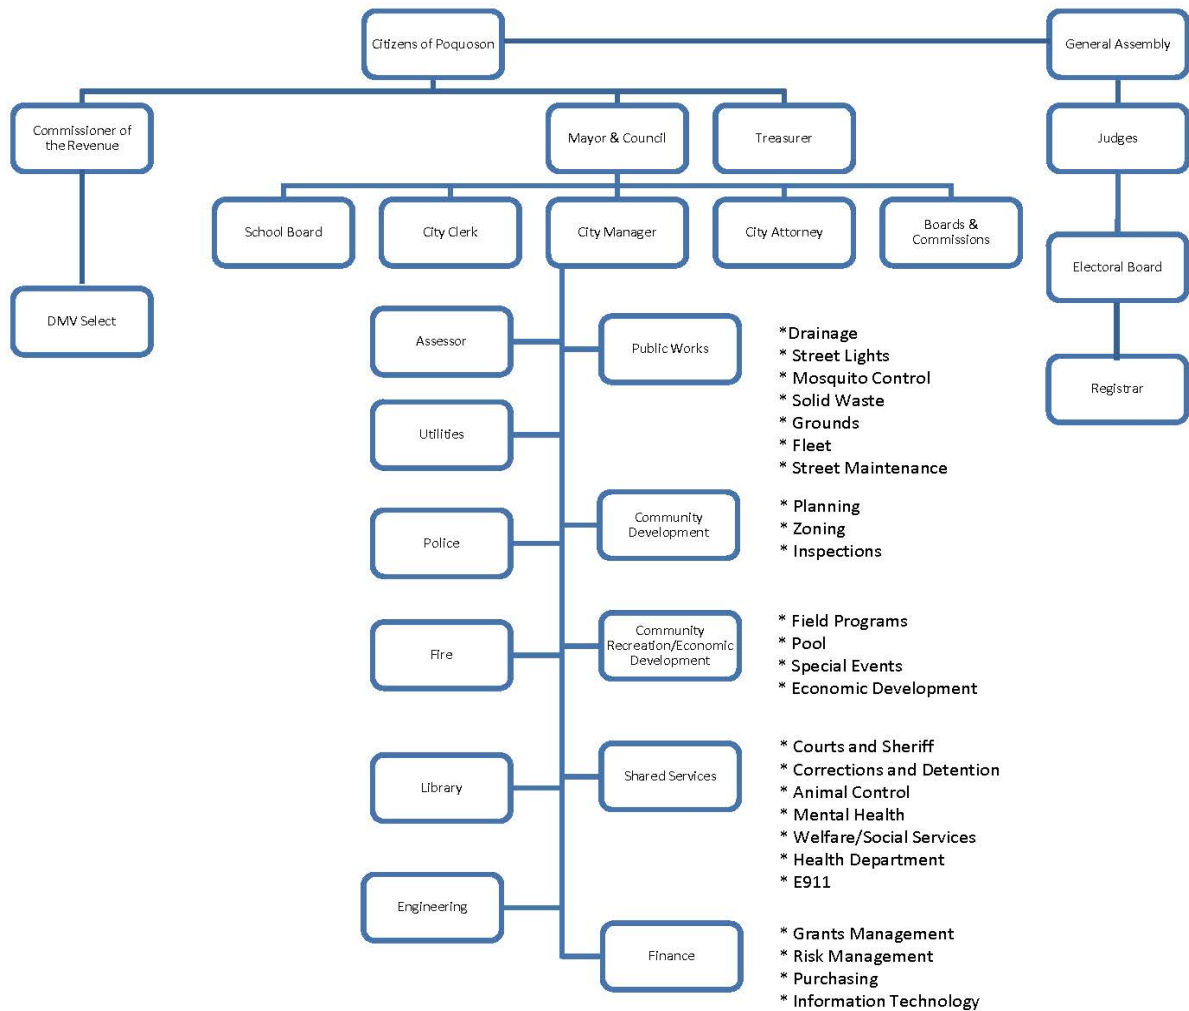 Citizens of Poquoson
General Assembly
Commissioner of
the Revenue
Mayor & Council
Treasurer
Judges
School Board
City Clerk
City Manager
City Attorney
Boards &
Commissions
Electoral Board
DMV Select
Assessor
Public Works
*Drainage
* Street Lights
* Mosquito Control
* Solid Waste
* Grounds
* Fleet
* Street Maintenance
Registrar
Utilities
Community
Development
* Planning
* Zoning
* Inspections
Police
Community
Recreation/Economic
Development
* Field Programs
* Pool
* Special Events
* Economic Development
Fire
Shared Services
* Courts and Sheriff
* Corrections and Detention
* Animal Control
* Mental Health
* Welfare/Social Services
* Health Department
* E911
Library
Engineering
Finance
* Grants Management
* Risk Management
* Purchasing
* Information Technology